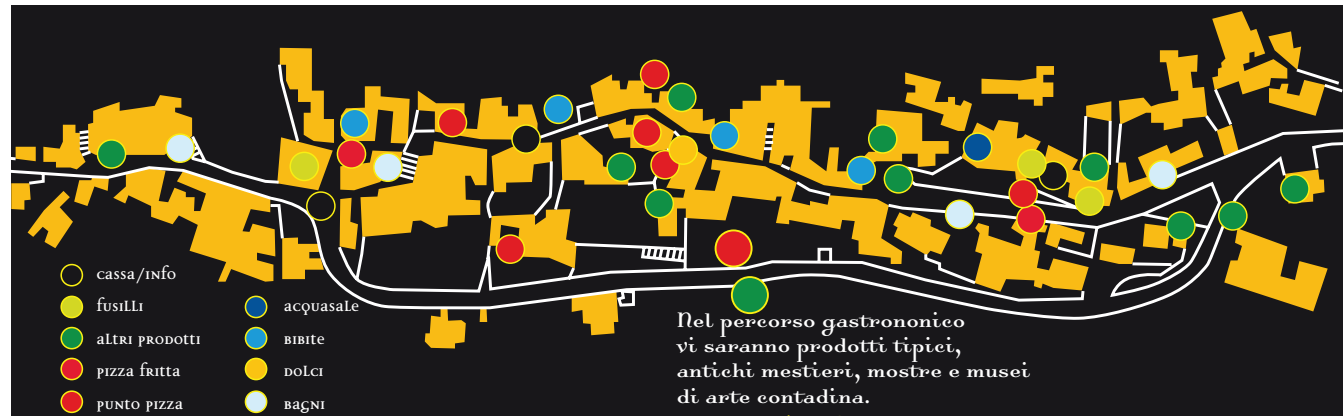 cassa/info
fusilli
altri prodotti
pizza fritta
punto pizza
acquasale
bibite
dolci
bagni
Nel percorso gastrononico
vi saranno prodotti tipici,
antichi mestieri, mostre e musei
di arte contadina.